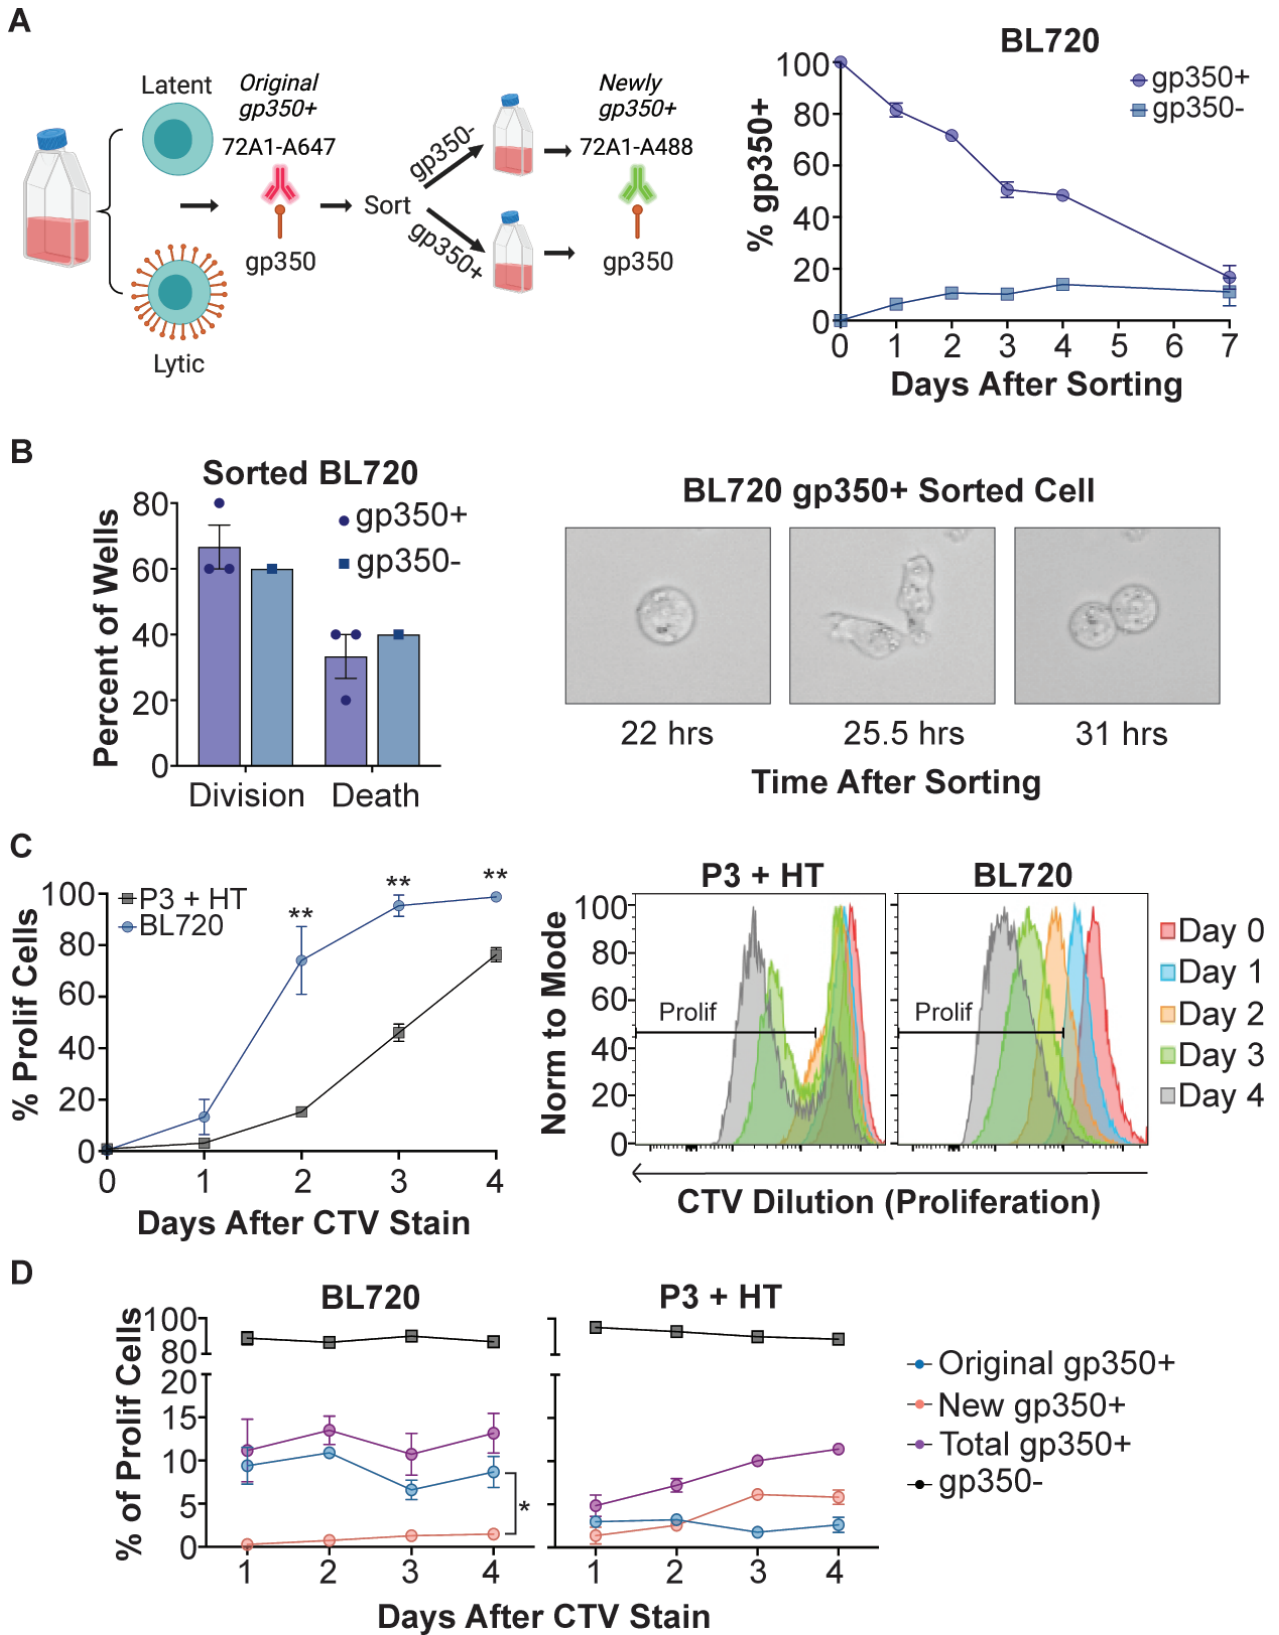 A
Latent
Original
gp350+
72A1-A647
gp350
Lytic
Sort
gp350-
gp350+
Newly
gp350+
72A1-A488
gp350
BL720
gp350+
gp350-
% gp350+
100
80
60
40
20
0
0 1 2 3 4 5 6 7
Days After Sorting
B
Sorted BL720
gp350+
gp350-
Percent of Wells
80
60
40
20
0
Division Death
BL720 gp350+ Sorted Cell
22 hrs 25.5 hrs 31 hrs
Time After Sorting
C
P3 + HT
BL720
% Prolif Cells
100
80
60
40
20
0
** ** **
0 1 2 3 4
Days After CTV Stain
P3 + HT BL720
Norm to Mode
100
80
60
40
20
0
Prolif Prolif
Day 0
Day 1
Day 2
Day 3
Day 4
CTV Dilution (Proliferation)
D
BL720 P3 + HT
% of Prolif Cells
100
80
20
15
10
5
0
*
1 2 3 4 1 2 3 4
Original gp350+
New gp350+
Total gp350+
gp350-
Days After CTV Stain